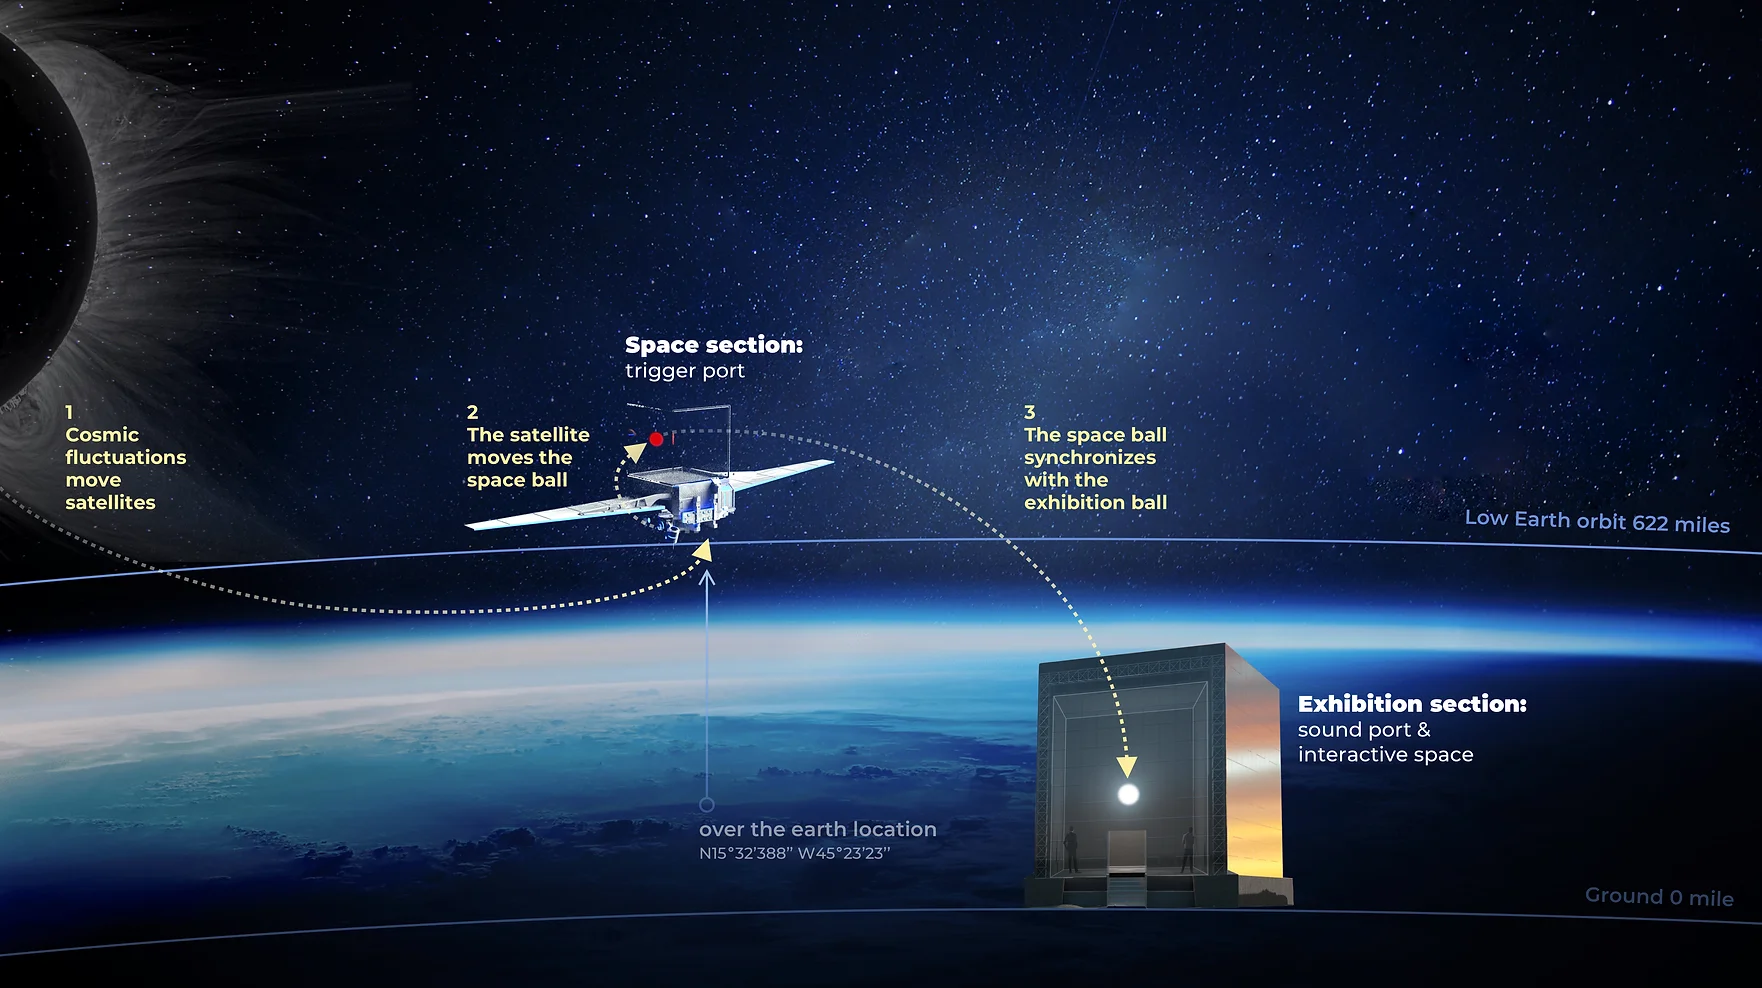 Space section:
trigger port
1
Cosmic
fluctuations
move
satellites
2
The satellite
moves the
space ball
3
The space ball
synchronizes
with the
exhibition ball
Low Earth orbit 622 miles
Exhibition section:
sound port &
interactive space
over the earth location
N15°32’388’’ W45°23’23’’
Ground 0 mile